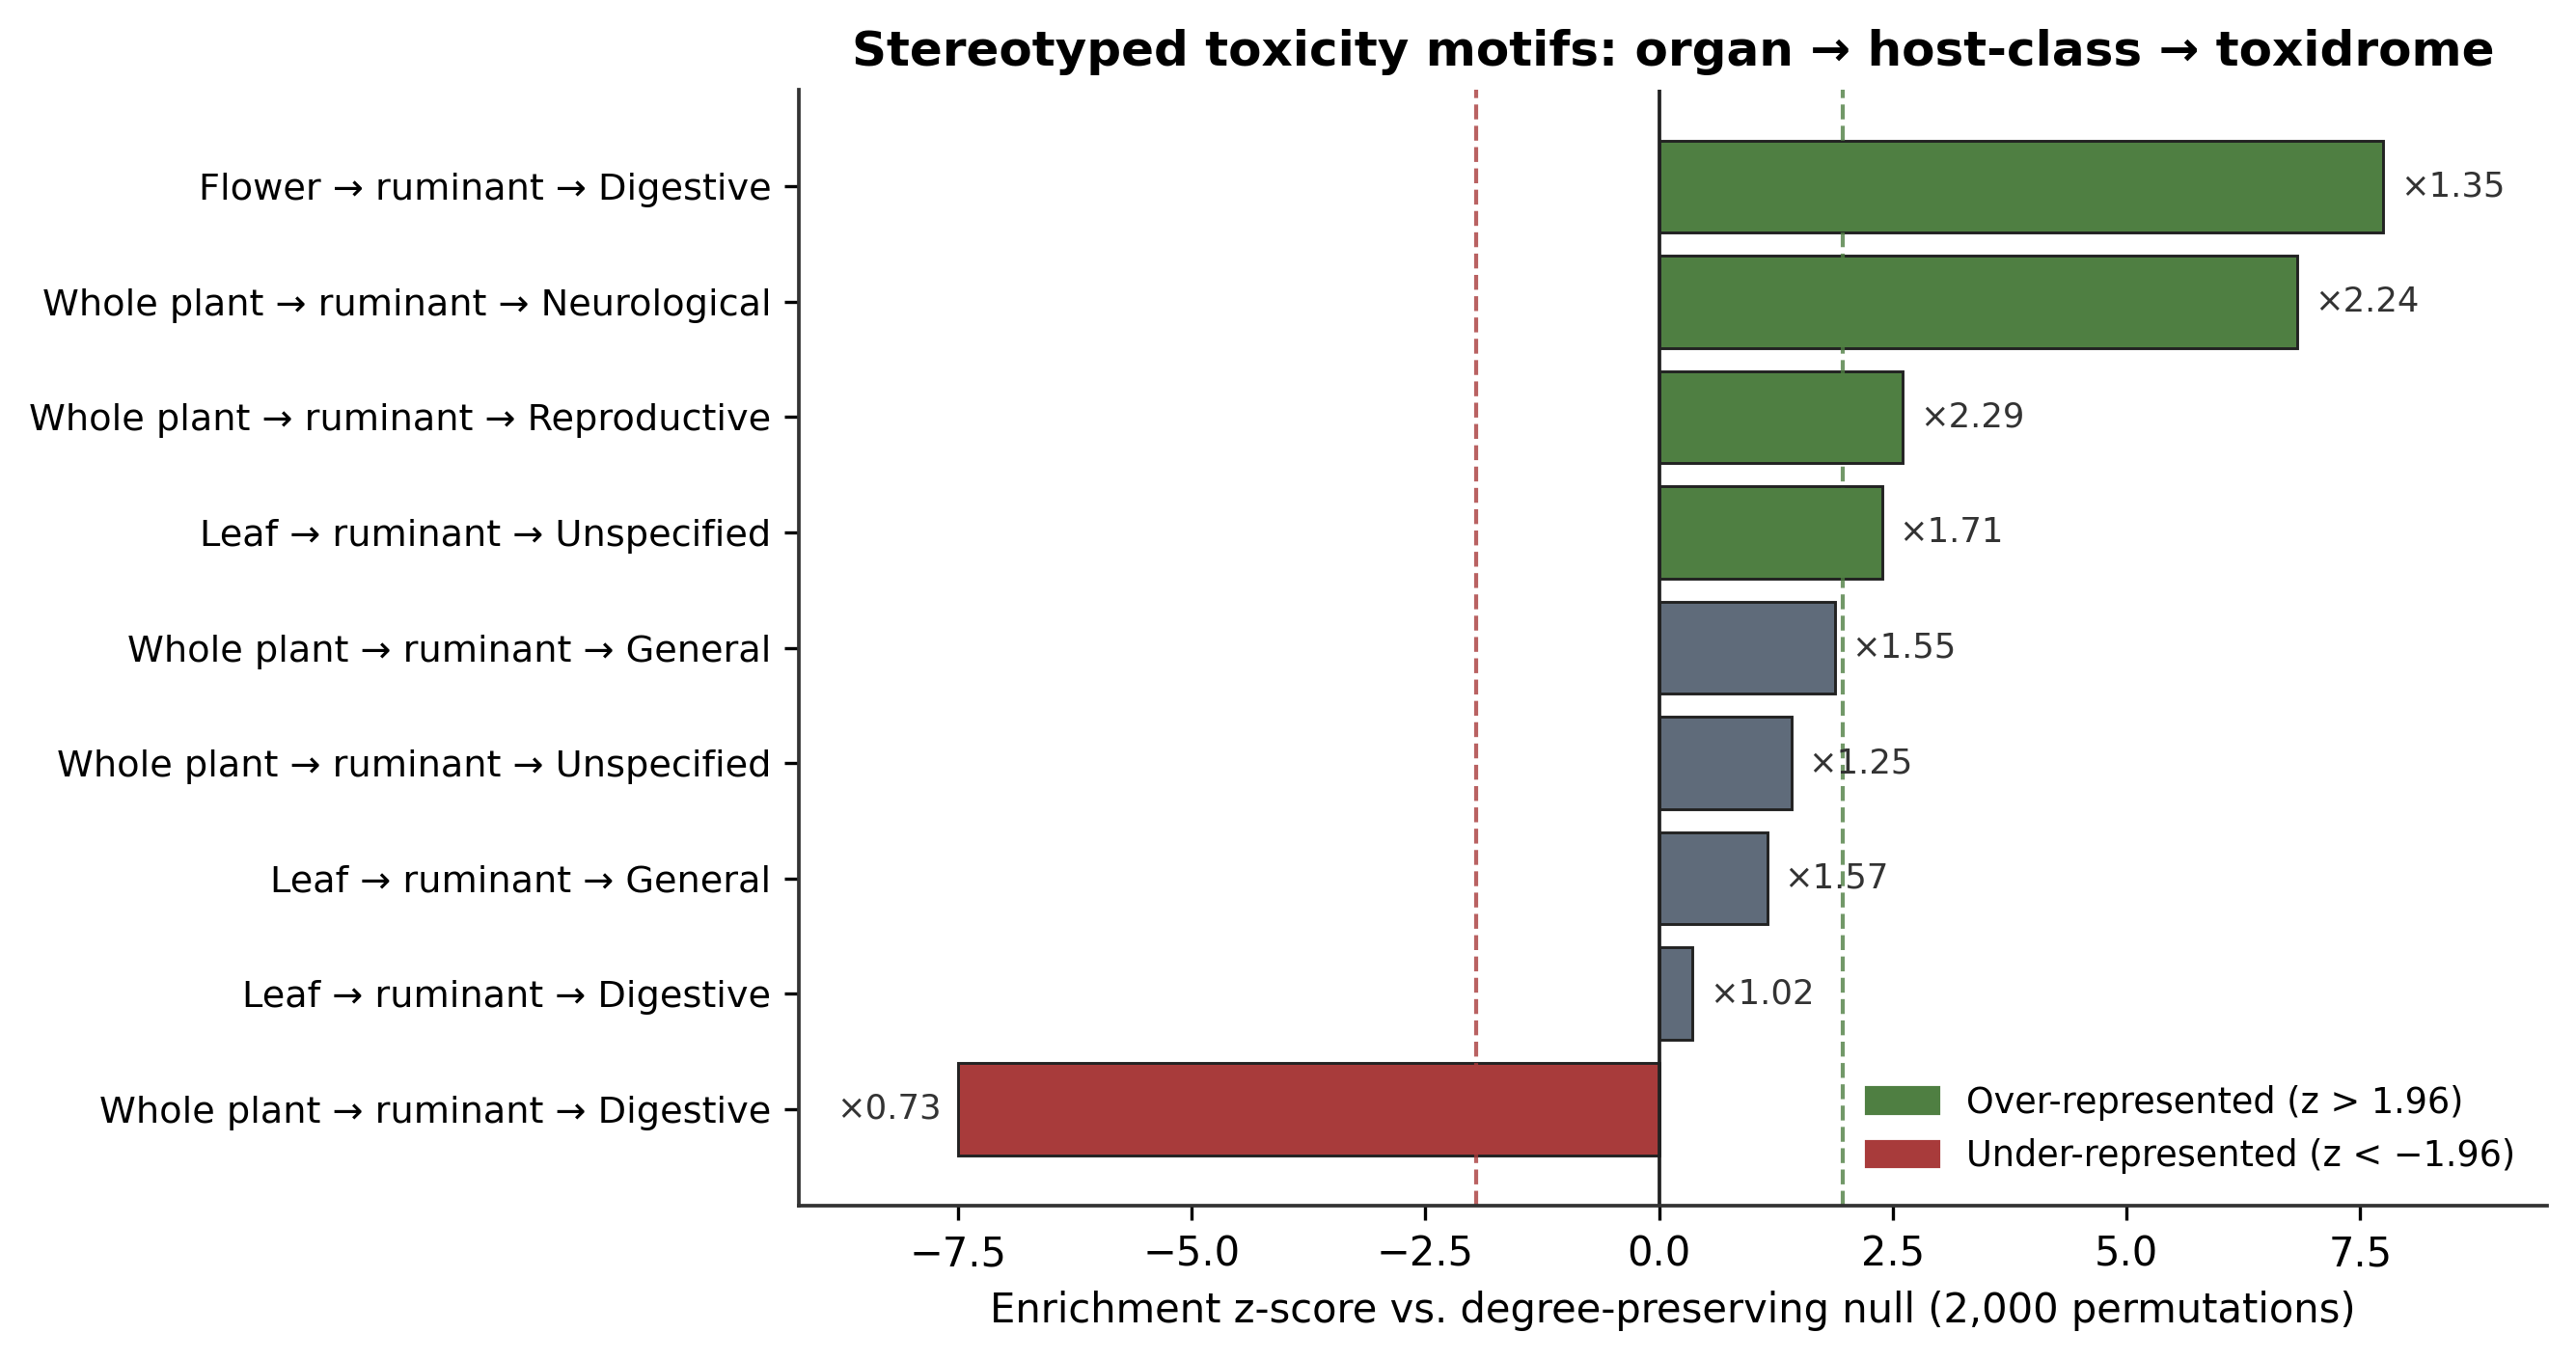 Stereotyped toxicity motifs: organ → host-class → toxidrome
Flower → ruminant → Digestive
×1.35
Whole plant → ruminant → Neurological
×2.24
Whole plant → ruminant → Reproductive
×2.29
Leaf → ruminant → Unspecified
×1.71
Whole plant → ruminant → General
×1.55
Whole plant → ruminant → Unspecified
×1.25
Leaf → ruminant → General
×1.57
Leaf → ruminant → Digestive
×1.02
Whole plant → ruminant → Digestive
×0.73
Over-represented (z > 1.96)
Under-represented (z < −1.96)
−7.5 −5.0 −2.5 0.0 2.5 5.0 7.5
Enrichment z-score vs. degree-preserving null (2,000 permutations)